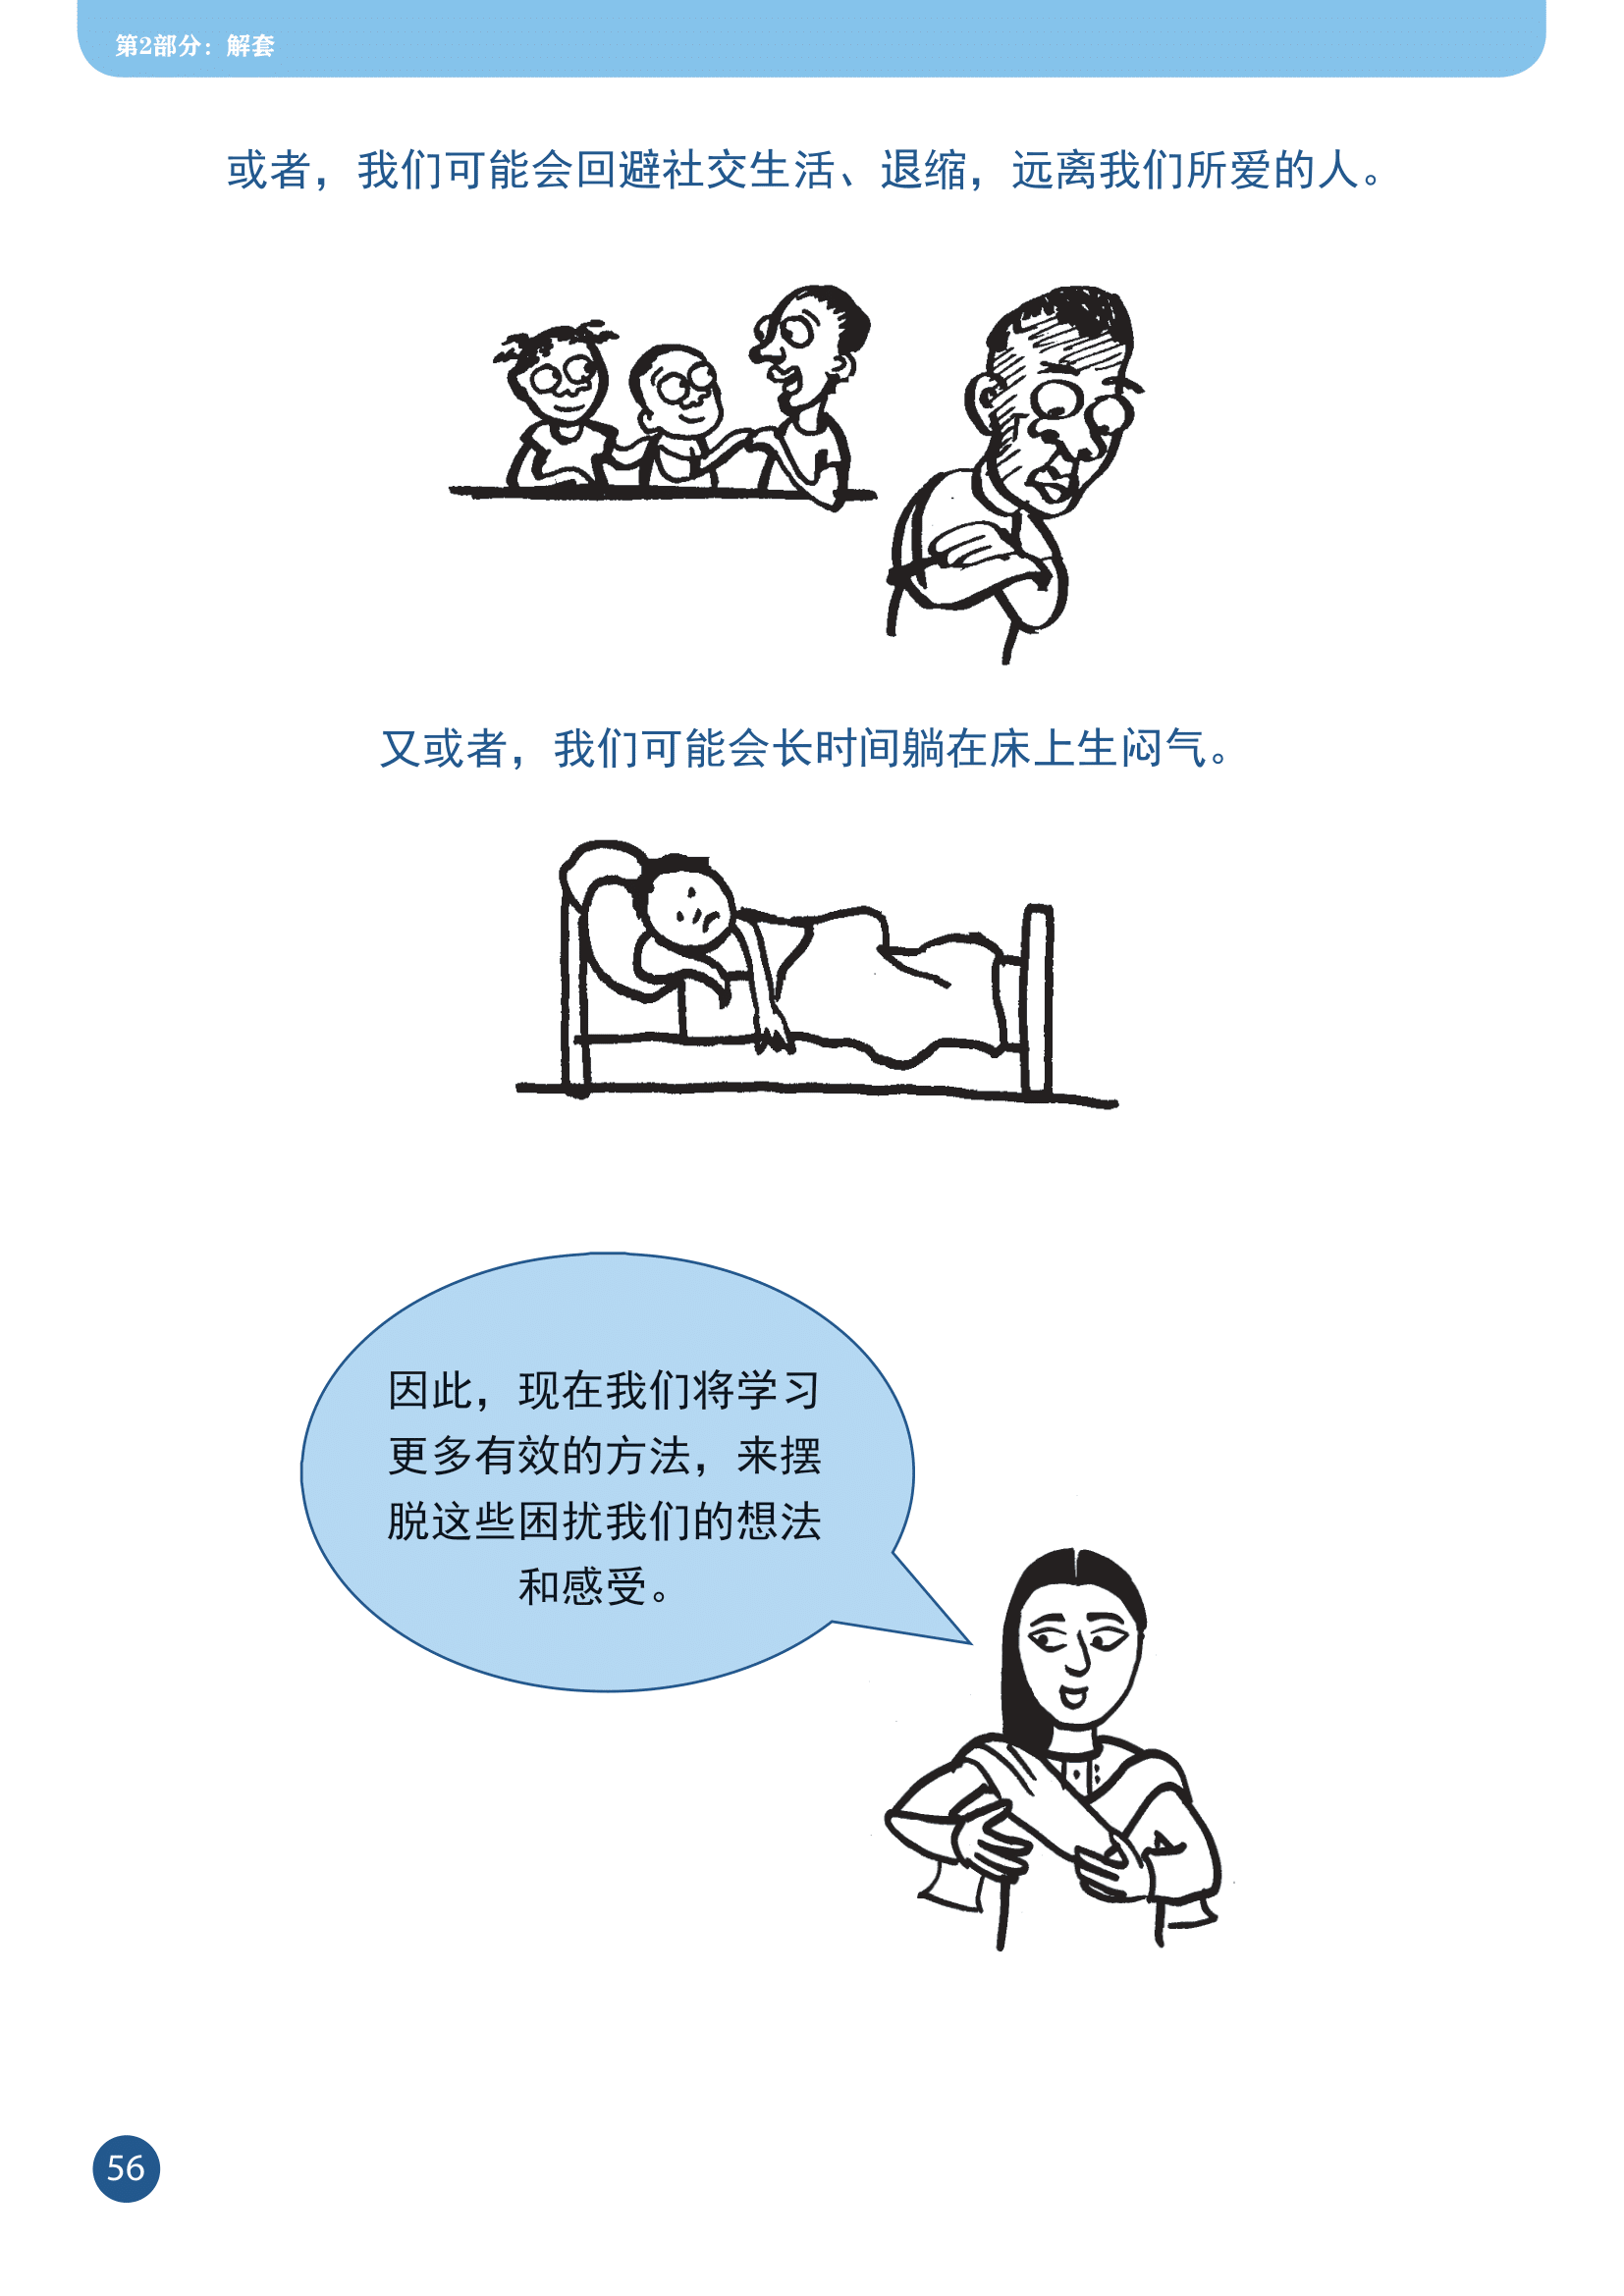 第2部分：解套
或者，我们可能会回避社交生活、退缩，远离我们所爱的人。
又或者，我们可能会长时间躺在床上生闷气。
因此，现在我们将学习
更多有效的方法，来摆
脱这些困扰我们的想法
和感受。
56